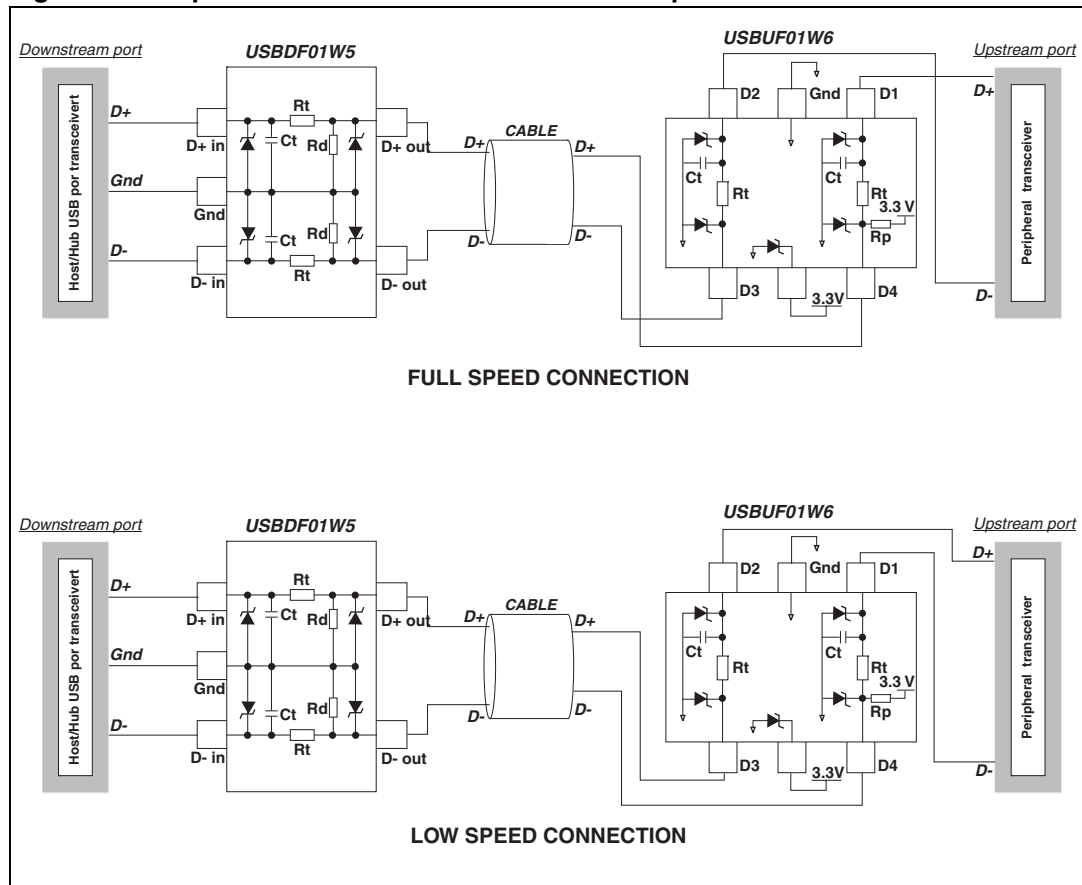 Downstream port
USBDF01W5
USBUF01W6
Upstream port
Host/Hub USB por transceivert
D+
Gnd
D-
D+ in
Gnd
D- in
Rt
Ct
Rd
Ct
Rd
Rt
D+ out
D- out
CABLE
D+
D-
D+
D-
D2
Gnd
D1
Ct
Rt
Ct
Rt
3.3 V
Rp
D3
3.3V
D4
D+
D-
Peripheral transceiver
FULL SPEED CONNECTION
Downstream port
USBDF01W5
USBUF01W6
Upstream port
Host/Hub USB por transceivert
D+
Gnd
D-
D+ in
Gnd
D- in
Rt
Ct
Rd
Ct
Rd
Rt
D+ out
D- out
CABLE
D+
D-
D+
D-
D2
Gnd
D1
Ct
Rt
Ct
Rt
3.3 V
Rp
D3
3.3V
D4
D+
D-
Peripheral transceiver
LOW SPEED CONNECTION